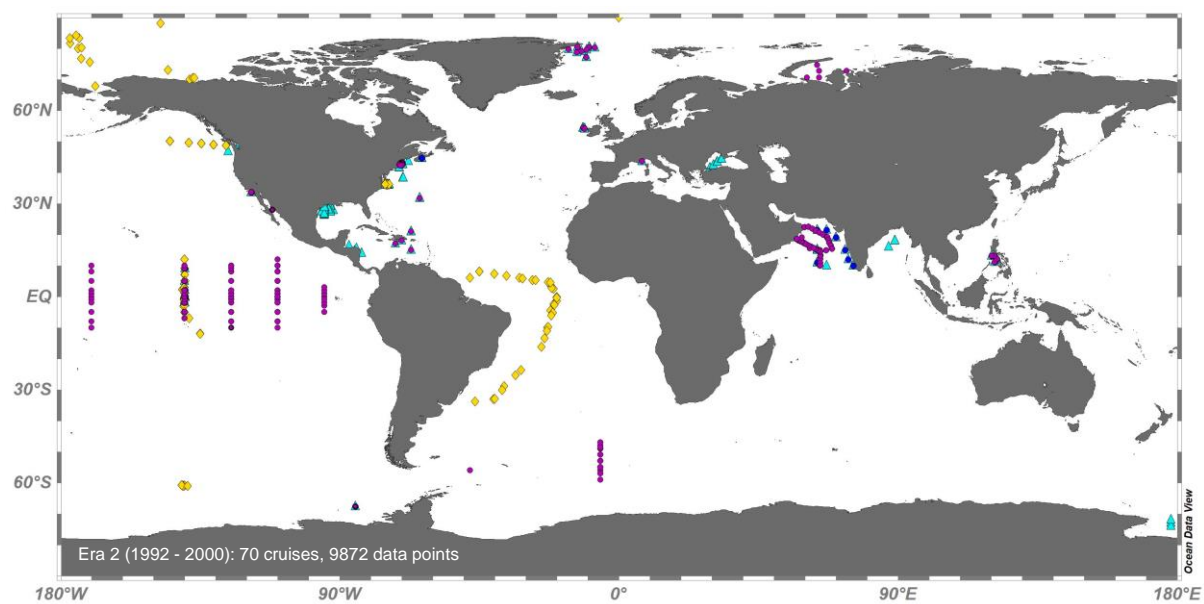 60°N
30°N
EQ
30°S
60°S
Era 2 (1992 - 2000): 70 cruises, 9872 data points
Ocean Data View
180°W
90°W
0°
90°E
180°E